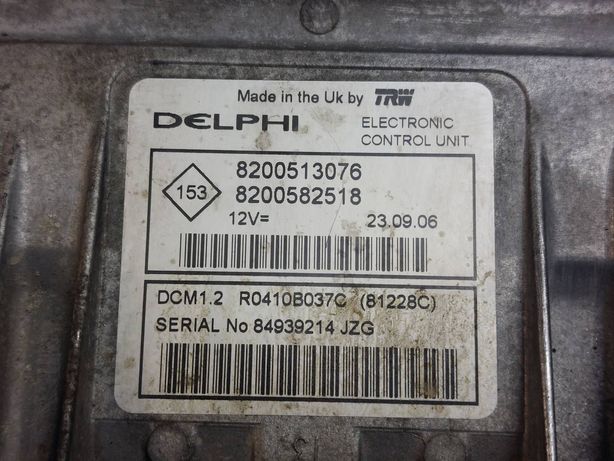 Made in the Uk by TRW
DELPHI
ELECTRONIC
CONTROL UNIT
153
8200513076
8200582518
12V= 23.09.06
DCM1.2 R0410B037C (81228C)
SERIAL No 84939214 JZG